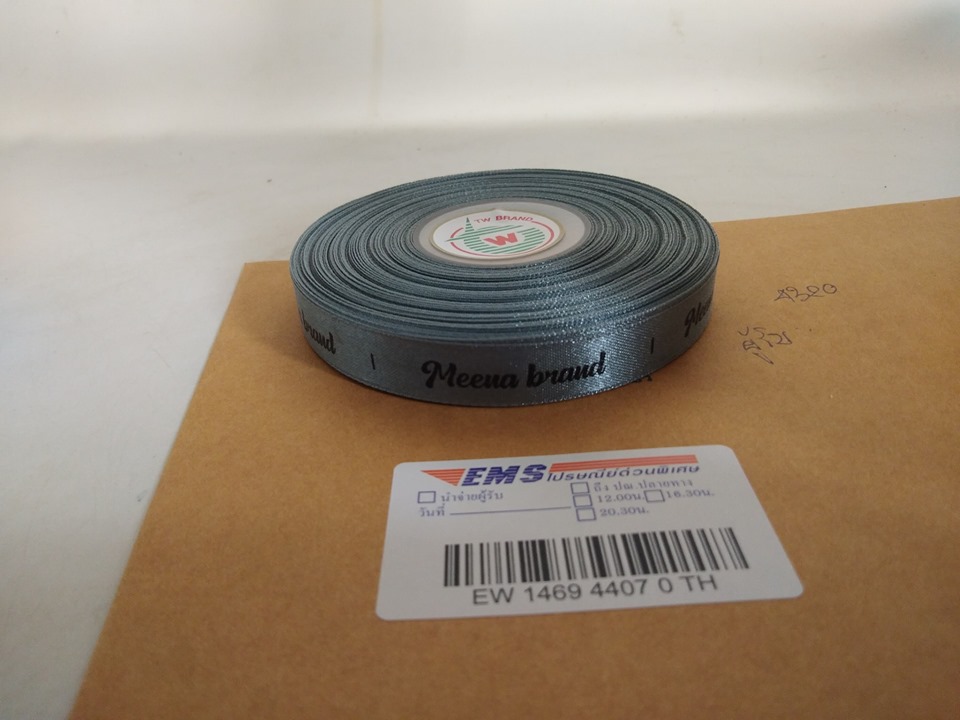 TW. BRAND
W
brand | Meena brand | Mee
EMS ไปรษณีย์ด่วนพิเศษ
นำจ่ายผู้รับ ถึง ปณ.ปลายทาง
วันที่ 12.00น. 16.30น.
20.30น.
EW 1469 4407 0 TH